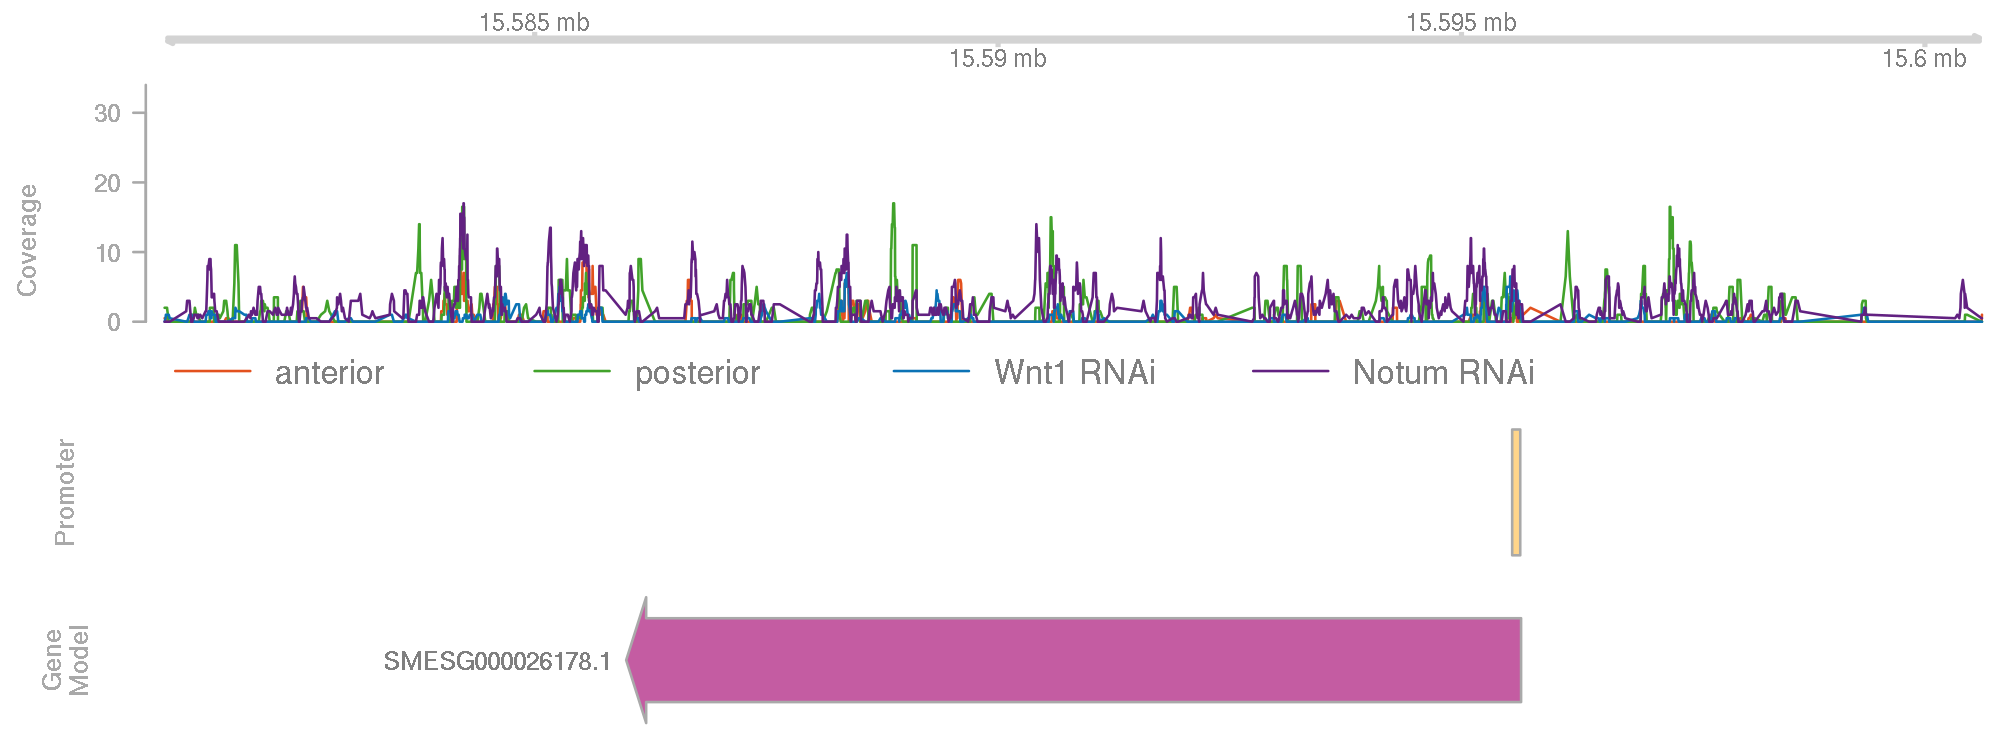 15.585 mb
15.595 mb
15.59 mb
15.6 mb
Coverage
30
20
10
0
anterior
posterior
Wnt1 RNAi
Notum RNAi
Promoter
Gene
Model
SMESG000026178.1